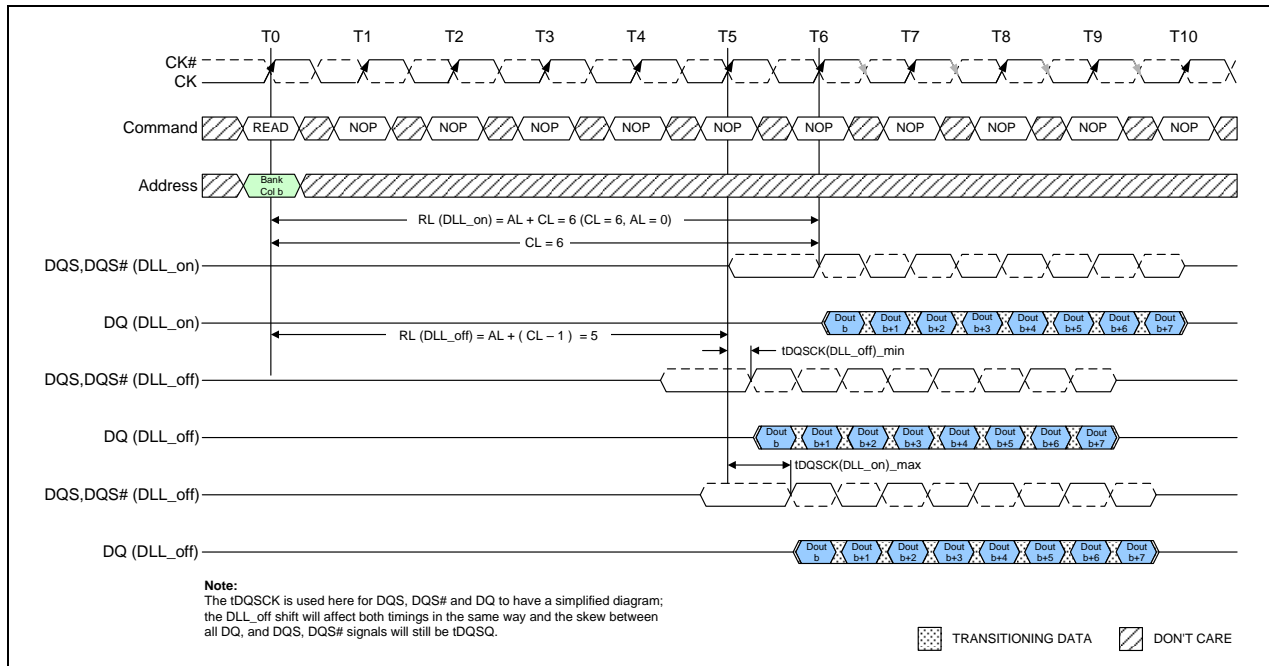 T0 T1 T2 T3 T4 T5 T6 T7 T8 T9 T10
CK#
CK
Command READ NOP NOP NOP NOP NOP NOP NOP NOP NOP NOP
Address Bank
Col b
RL (DLL_on) = AL + CL = 6 (CL = 6, AL = 0)
CL = 6
DQS,DQS# (DLL_on)
DQ (DLL_on) Dout b Dout b+1 Dout b+2 Dout b+3 Dout b+4 Dout b+5 Dout b+6 Dout b+7
RL (DLL_off) = AL + ( CL – 1 ) = 5
tDQSCK(DLL_off)_min
DQS,DQS# (DLL_off)
DQ (DLL_off) Dout b Dout b+1 Dout b+2 Dout b+3 Dout b+4 Dout b+5 Dout b+6 Dout b+7
tDQSCK(DLL_on)_max
DQS,DQS# (DLL_off)
DQ (DLL_off) Dout b Dout b+1 Dout b+2 Dout b+3 Dout b+4 Dout b+5 Dout b+6 Dout b+7
Note:
The tDQSCK is used here for DQS, DQS# and DQ to have a simplified diagram;
the DLL_off shift will affect both timings in the same way and the skew between
all DQ, and DQS, DQS# signals will still be tDQSQ.
TRANSITIONING DATA DON'T CARE